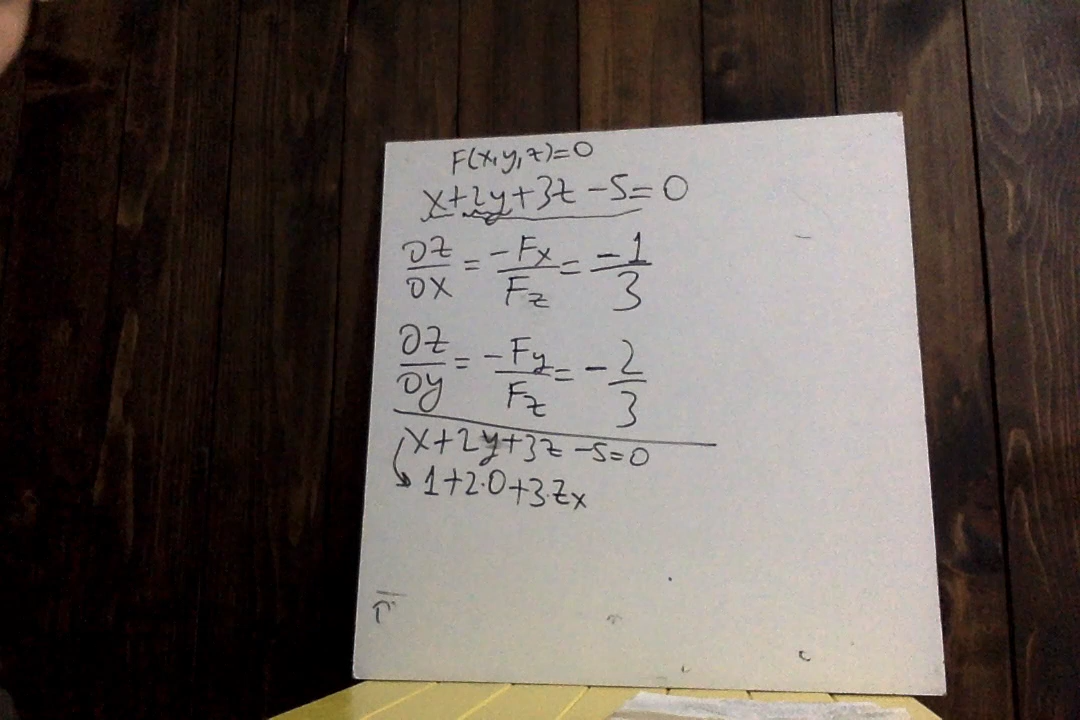 F(x,y,z)=0
x+2y+3z-5=0
∂z/∂x = -Fx/Fz = -1/3
∂z/∂y = -Fy/Fz = -2/3
x+2y+3z-5=0
1+2·0+3·zx